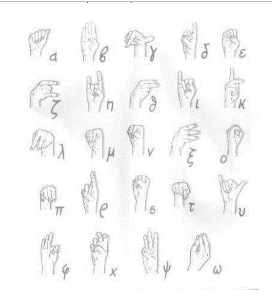 α β γ δ ε
ζ η θ ι κ
λ μ ν ξ ο
π ρ σ τ υ
φ χ ψ ω